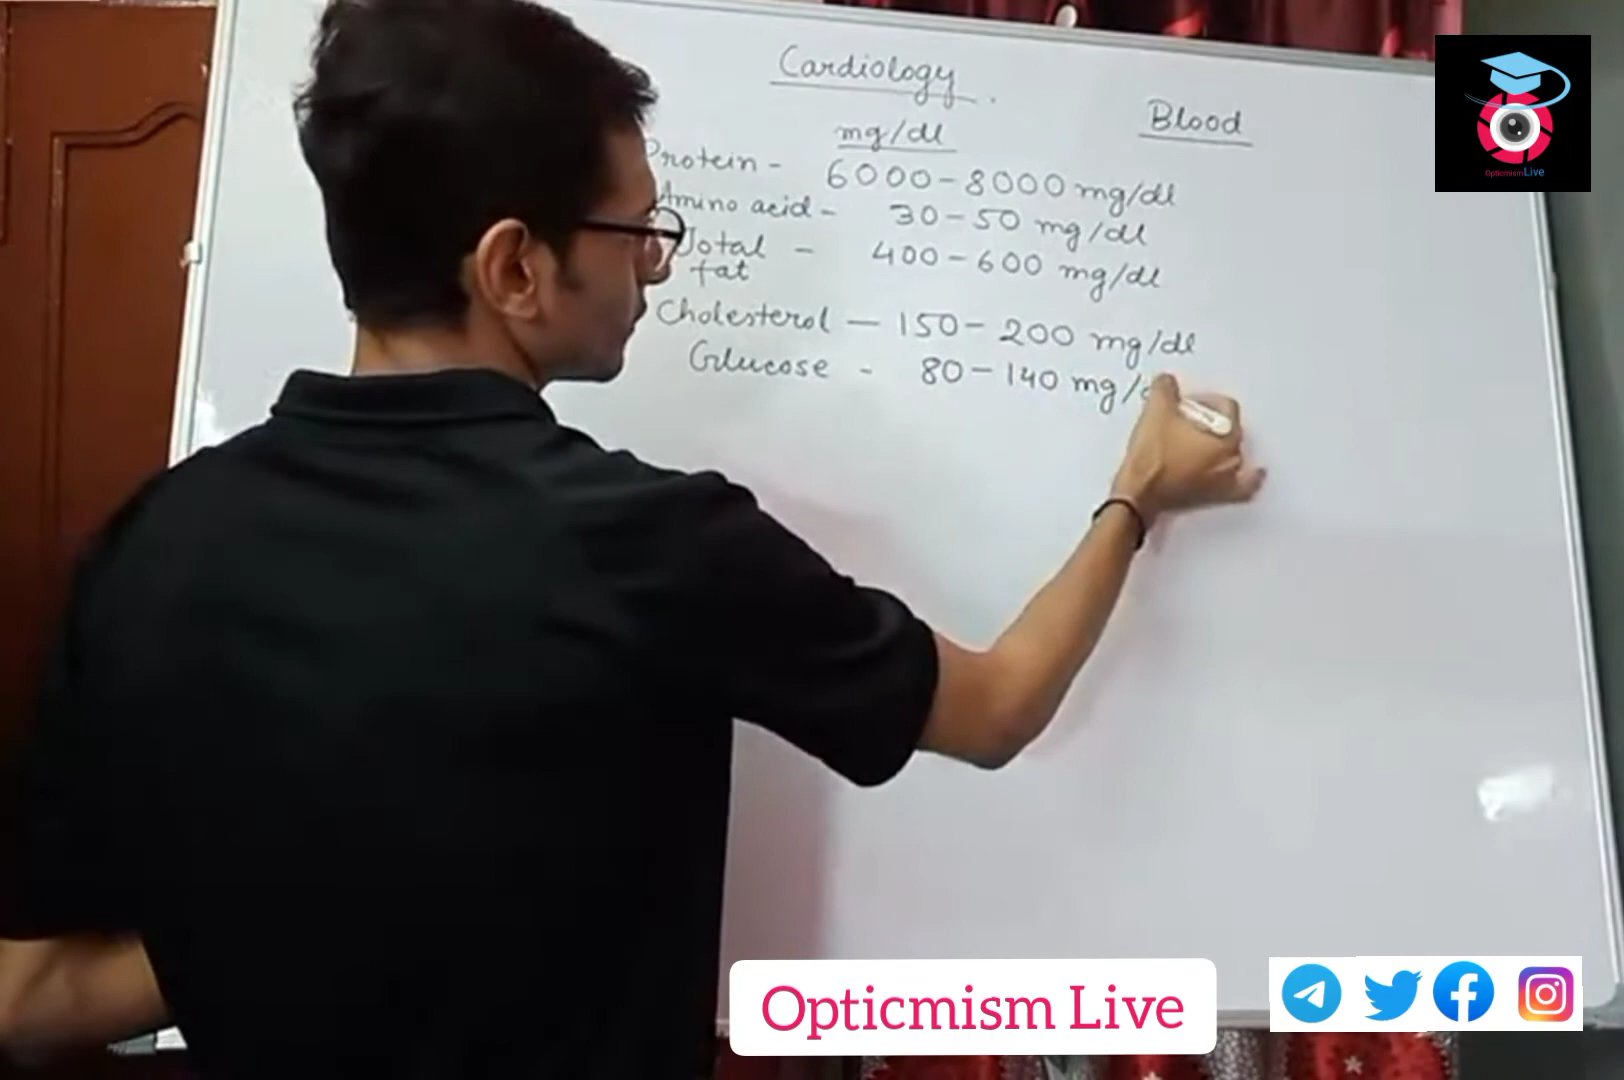 Cardiology.
Blood
mg/dl
Protein - 6000-8000 mg/dl
Amino acid - 30-50 mg/dl
Total - 400-600 mg/dl
fat
Cholesterol — 150-200 mg/dl
Glucose - 80-140 mg/d
OpticmismLive
Opticmism Live